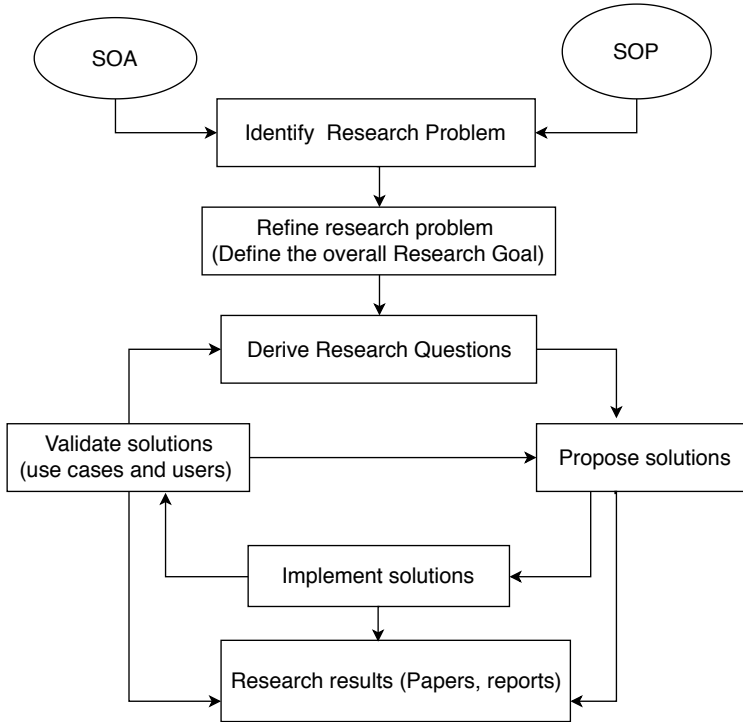 SOA
SOP
Identify Research Problem
Refine research problem
(Define the overall Research Goal)
Derive Research Questions
Validate solutions
(use cases and users)
Propose solutions
Implement solutions
Research results (Papers, reports)